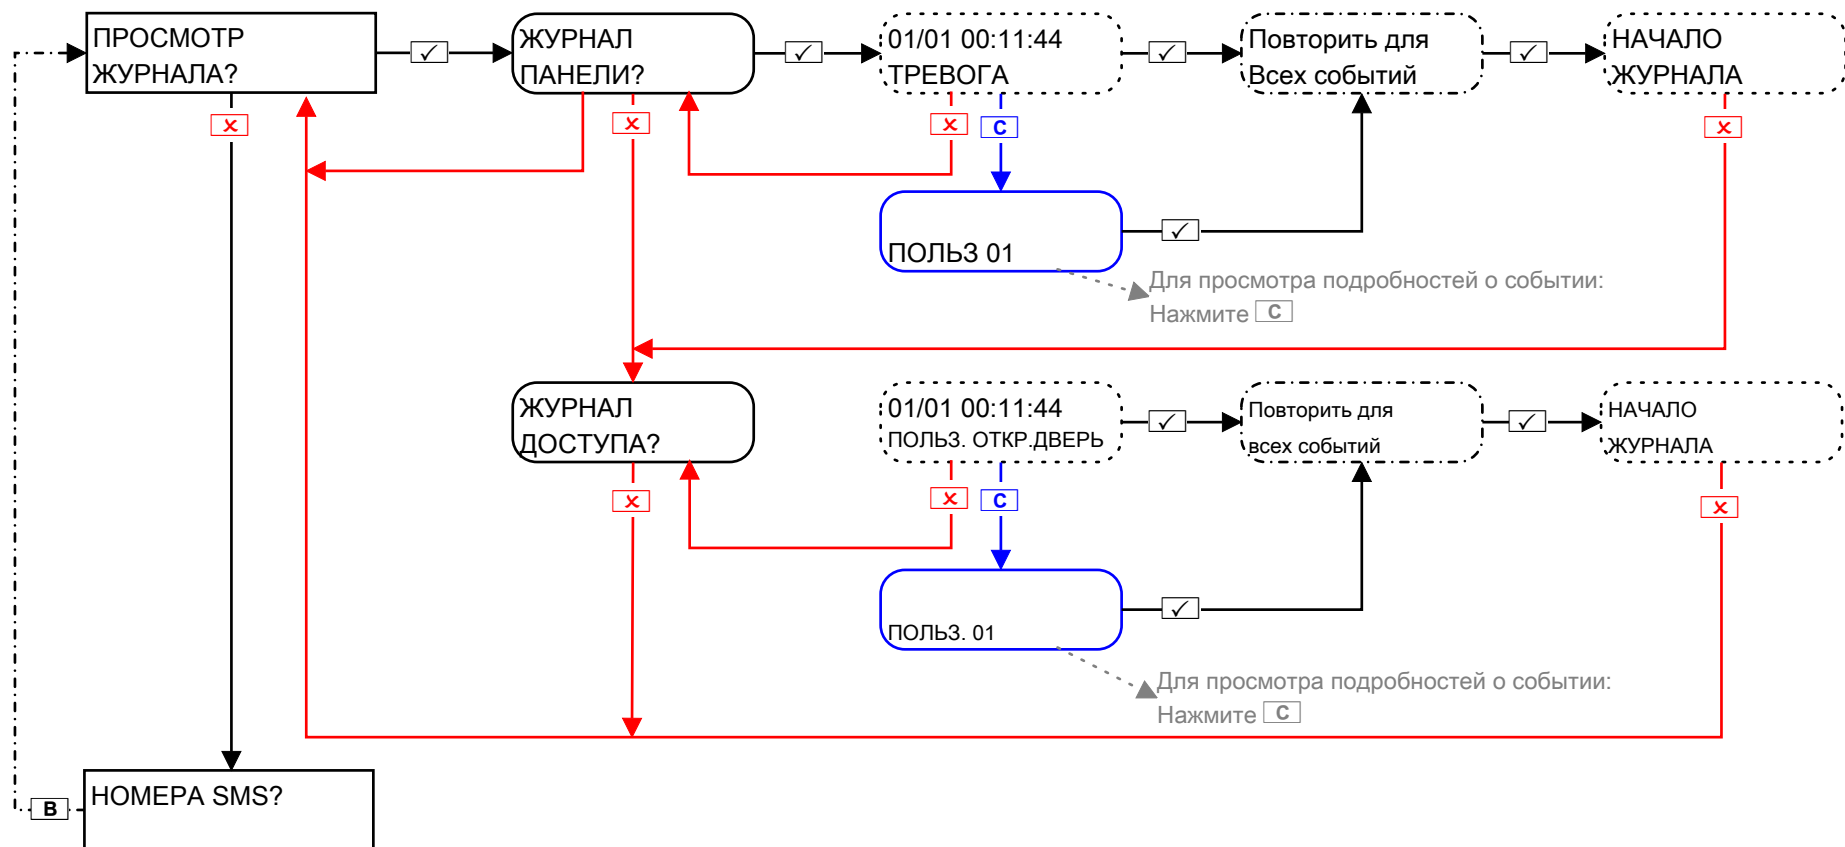 ПРОСМОТР
ЖУРНАЛА?
✓
ЖУРНАЛ
ПАНЕЛИ?
✓
01/01 00:11:44
ТРЕВОГА
✓
Повторить для
Всех событий
✓
НАЧАЛО
ЖУРНАЛА
x
x
x
C
x
ПОЛЬЗ 01
✓
Для просмотра подробностей о событии:
Нажмите C
ЖУРНАЛ
ДОСТУПА?
01/01 00:11:44
ПОЛЬЗ. ОТКР.ДВЕРЬ
✓
Повторить для
всех событий
✓
НАЧАЛО
ЖУРНАЛА
x
x
C
x
ПОЛЬЗ. 01
✓
Для просмотра подробностей о событии:
Нажмите C
B
НОМЕРА SMS?